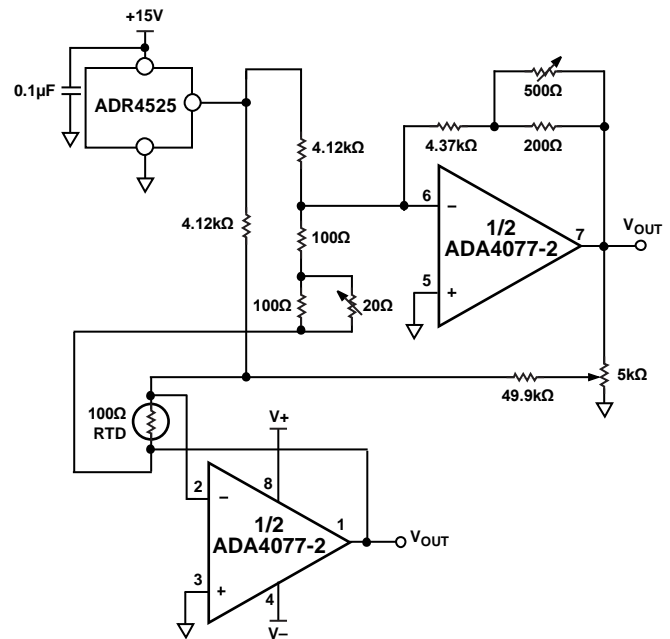 +15V
0.1µF
ADR4525
500Ω
4.12kΩ
4.37kΩ
200Ω
4.12kΩ
6
1/2
ADA4077-2
7
VOUT
100Ω
5
100Ω
20Ω
5kΩ
49.9kΩ
100Ω
RTD
V+
2
8
1/2
ADA4077-2
1
VOUT
3
4
V–